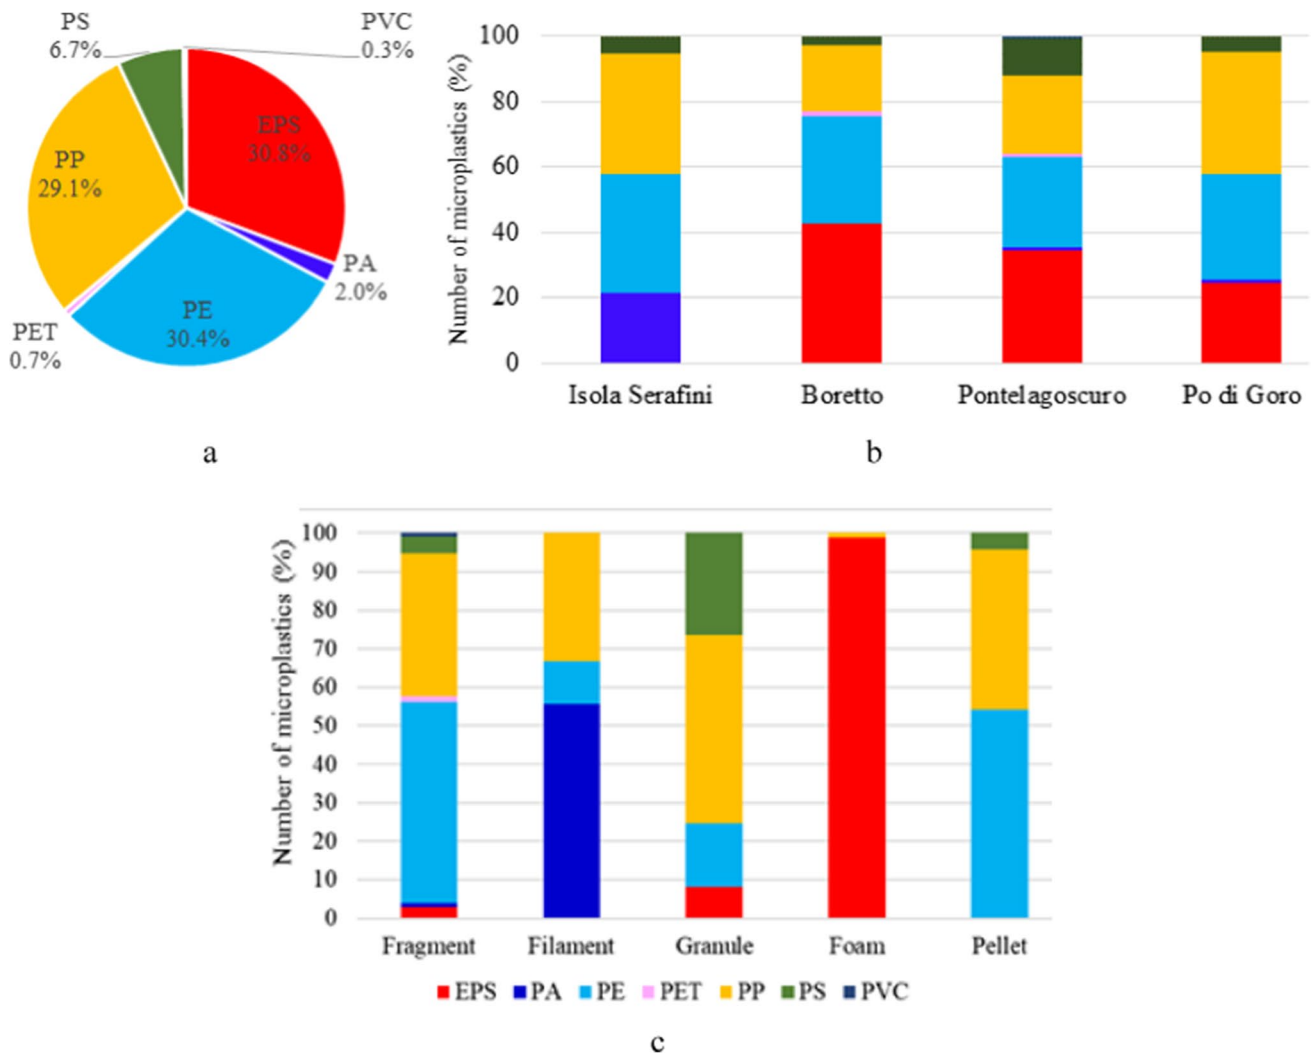 PS
6.7%
PVC
0.3%
EPS
30.8%
PP
29.1%
PA
2.0%
PE
30.4%
PET
0.7%
a
Number of microplastics (%)
100
80
60
40
20
0
Isola Serafini Boretto Pontelagoscuro Po di Goro
b
Number of microplastics (%)
100
90
80
70
60
50
40
30
20
10
0
Fragment Filament Granule Foam Pellet
EPS PA PE PET PP PS PVC
c